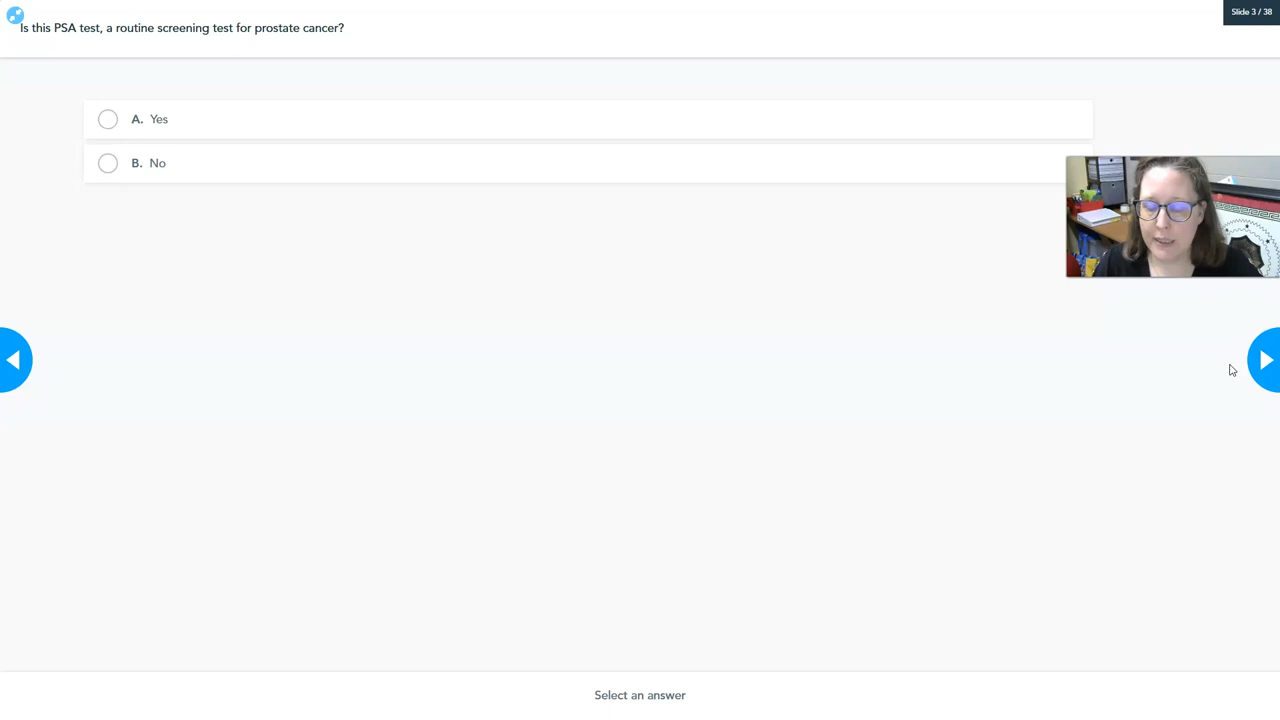 Is this PSA test, a routine screening test for prostate cancer?
Slide 3 / 38
A. Yes
B. No
Select an answer